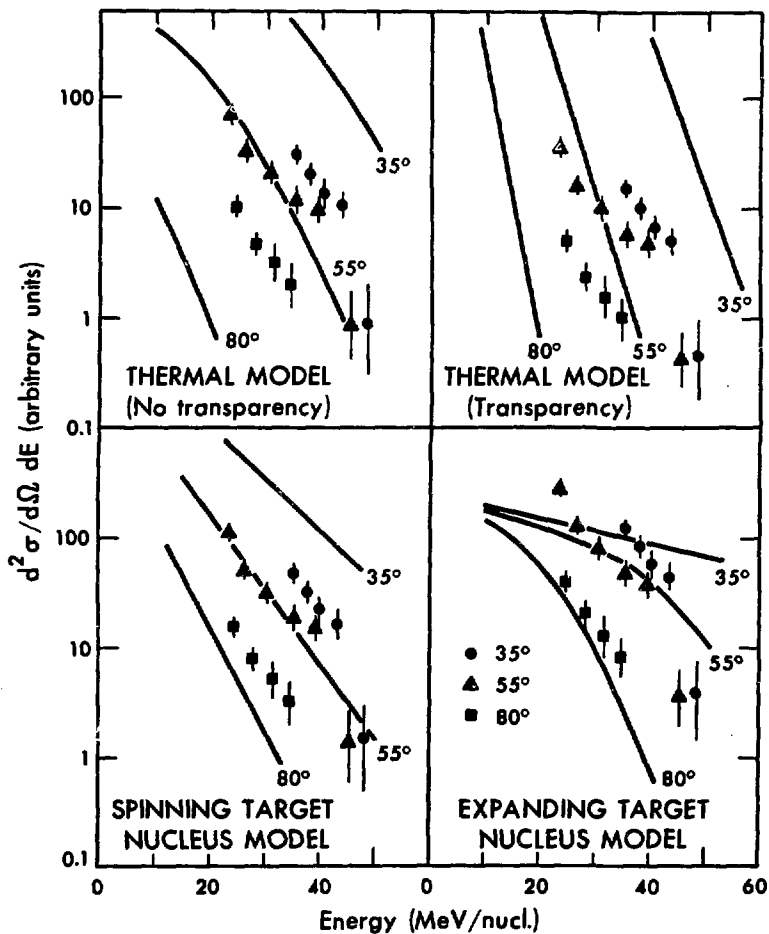 100
10
1
0.1
100
10
1
0.1
d²σ/dΩ dE (arbitrary units)
35°
55°
80°
THERMAL MODEL
(No transparency)
35°
80°
55°
THERMAL MODEL
(Transparency)
35°
55°
80°
SPINNING TARGET
NUCLEUS MODEL
35°
55°
80°
35°
55°
80°
EXPANDING TARGET
NUCLEUS MODEL
0 20 40 0 20 40 60
Energy (MeV/nucl.)